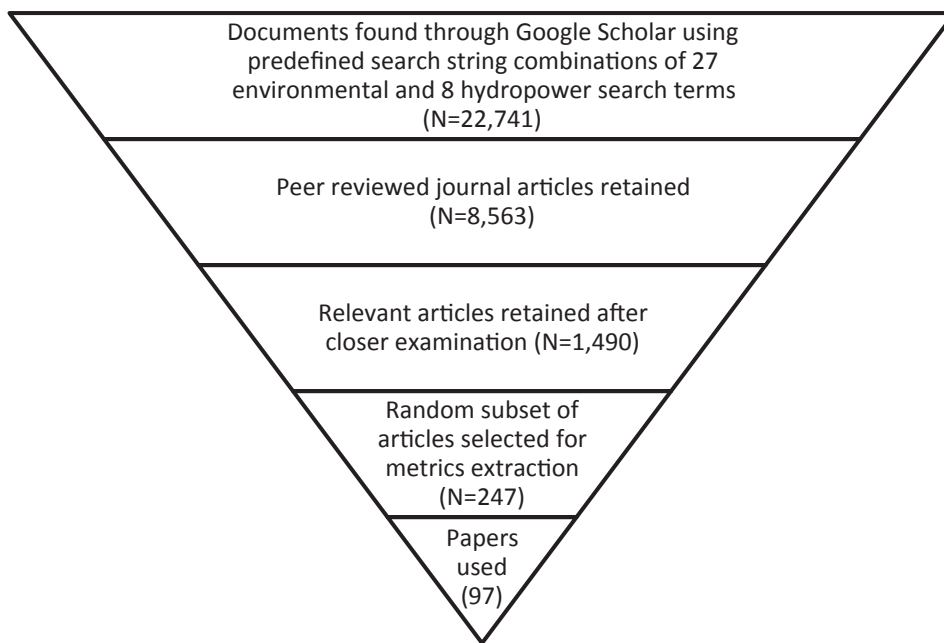 Documents found through Google Scholar using
predefined search string combinations of 27
environmental and 8 hydropower search terms
(N=22,741)
Peer reviewed journal articles retained
(N=8,563)
Relevant articles retained after
closer examination (N=1,490)
Random subset of
articles selected for
metrics extraction
(N=247)
Papers
used
(97)